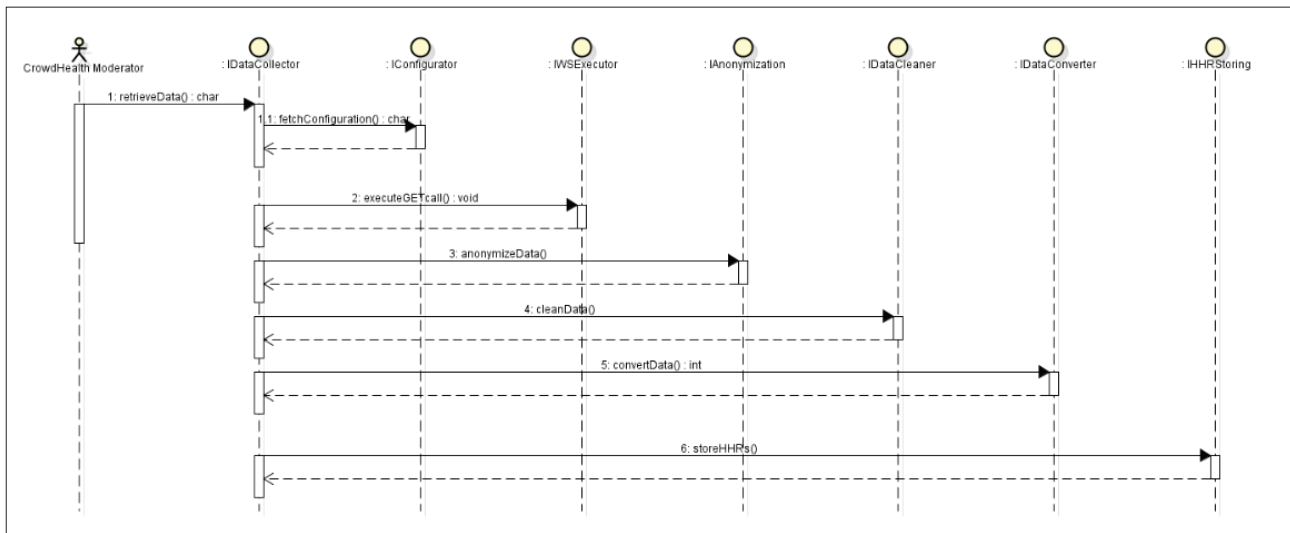 CrowdHealth Moderator
: IDataCollector
: IConfigurator
: IWSExecutor
: IAnonymization
: IDataCleaner
: IDataConverter
: IHHRStoring
1: retrieveData() : char
1.1: fetchConfiguration() : char
2: executeGETcall() : void
3: anonymizeData()
4: cleanData()
5: convertData() : int
6: storeHHRs()